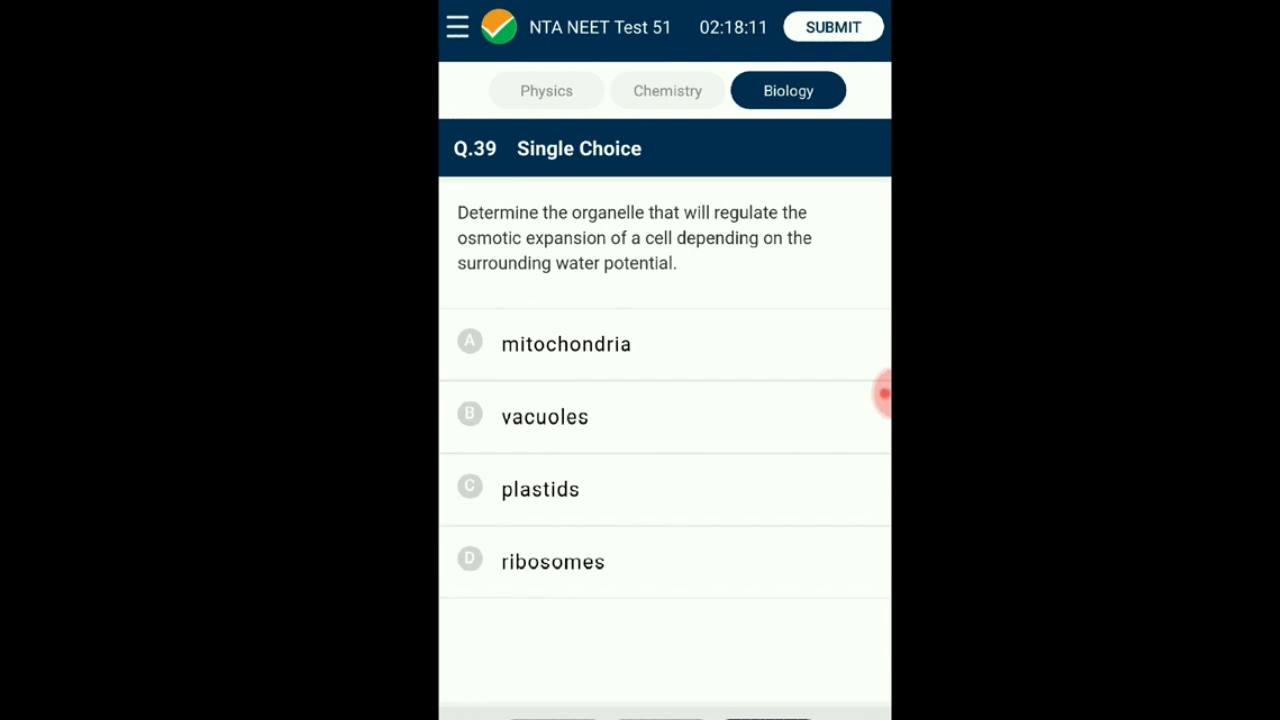 NTA NEET Test 51 02:18:11 SUBMIT
Physics Chemistry Biology
Q.39 Single Choice
Determine the organelle that will regulate the
osmotic expansion of a cell depending on the
surrounding water potential.
A mitochondria
B vacuoles
C plastids
D ribosomes